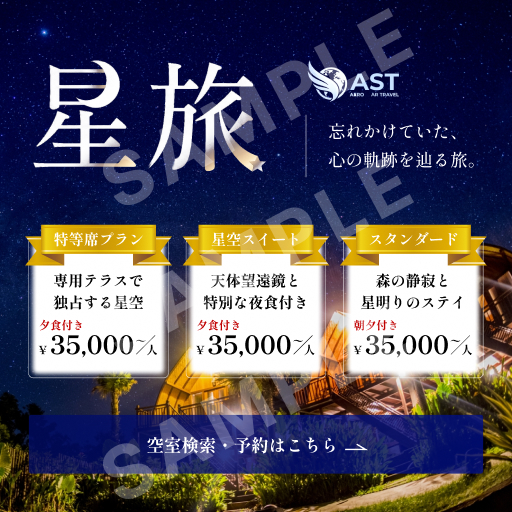 星旅
AST
忘れかけていた、
心の軌跡を辿る旅。
特等席プラン
専用テラスで
独占する星空
夕食付き
¥35,000〜/人
星空スイート
天体望遠鏡と
特別な夜食付き
夕食付き
¥35,000〜/人
スタンダード
森の静寂と
星明りのステイ
朝夕付き
¥35,000〜/人
空室検索・予約はこちら
SAMPLE
SAMPLE
SAMPLE
SAMPLE